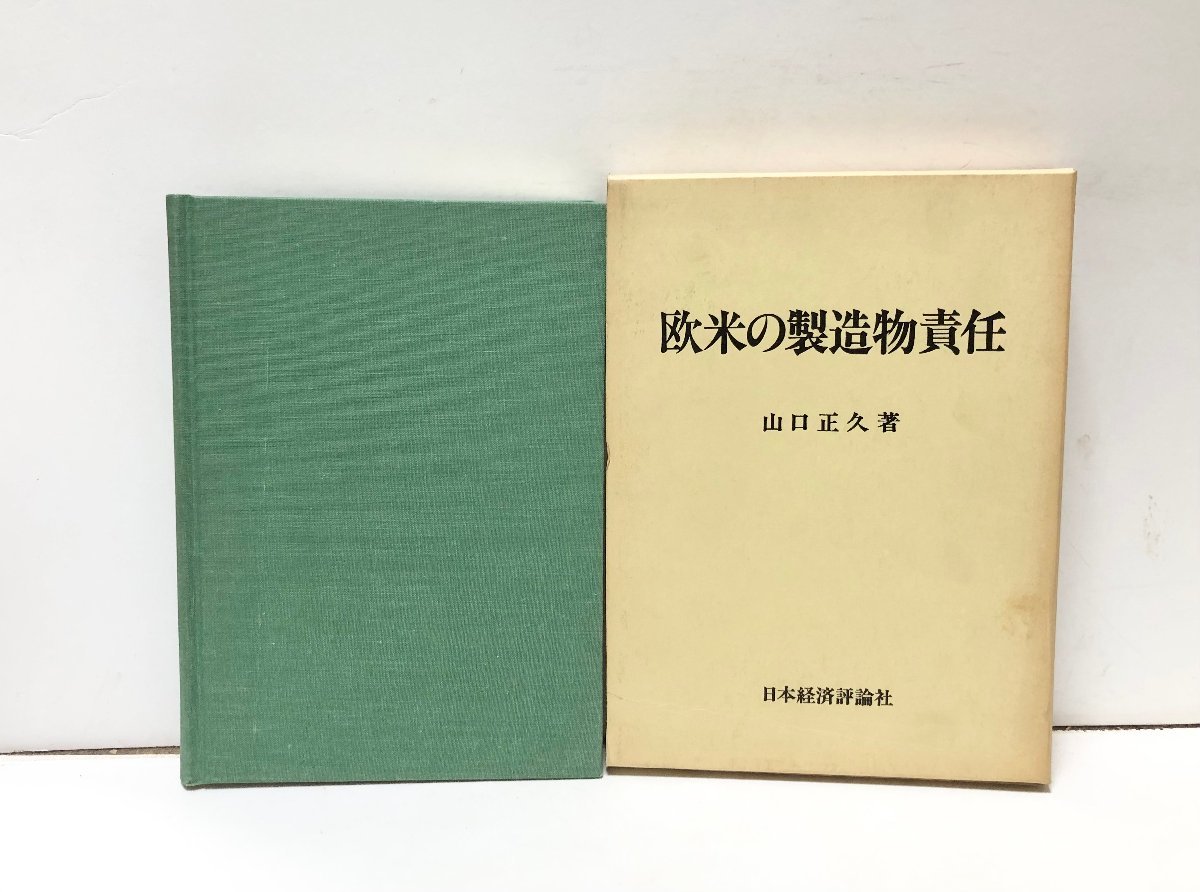 欧米の製造物責任
山口正久著
日本経済評論社